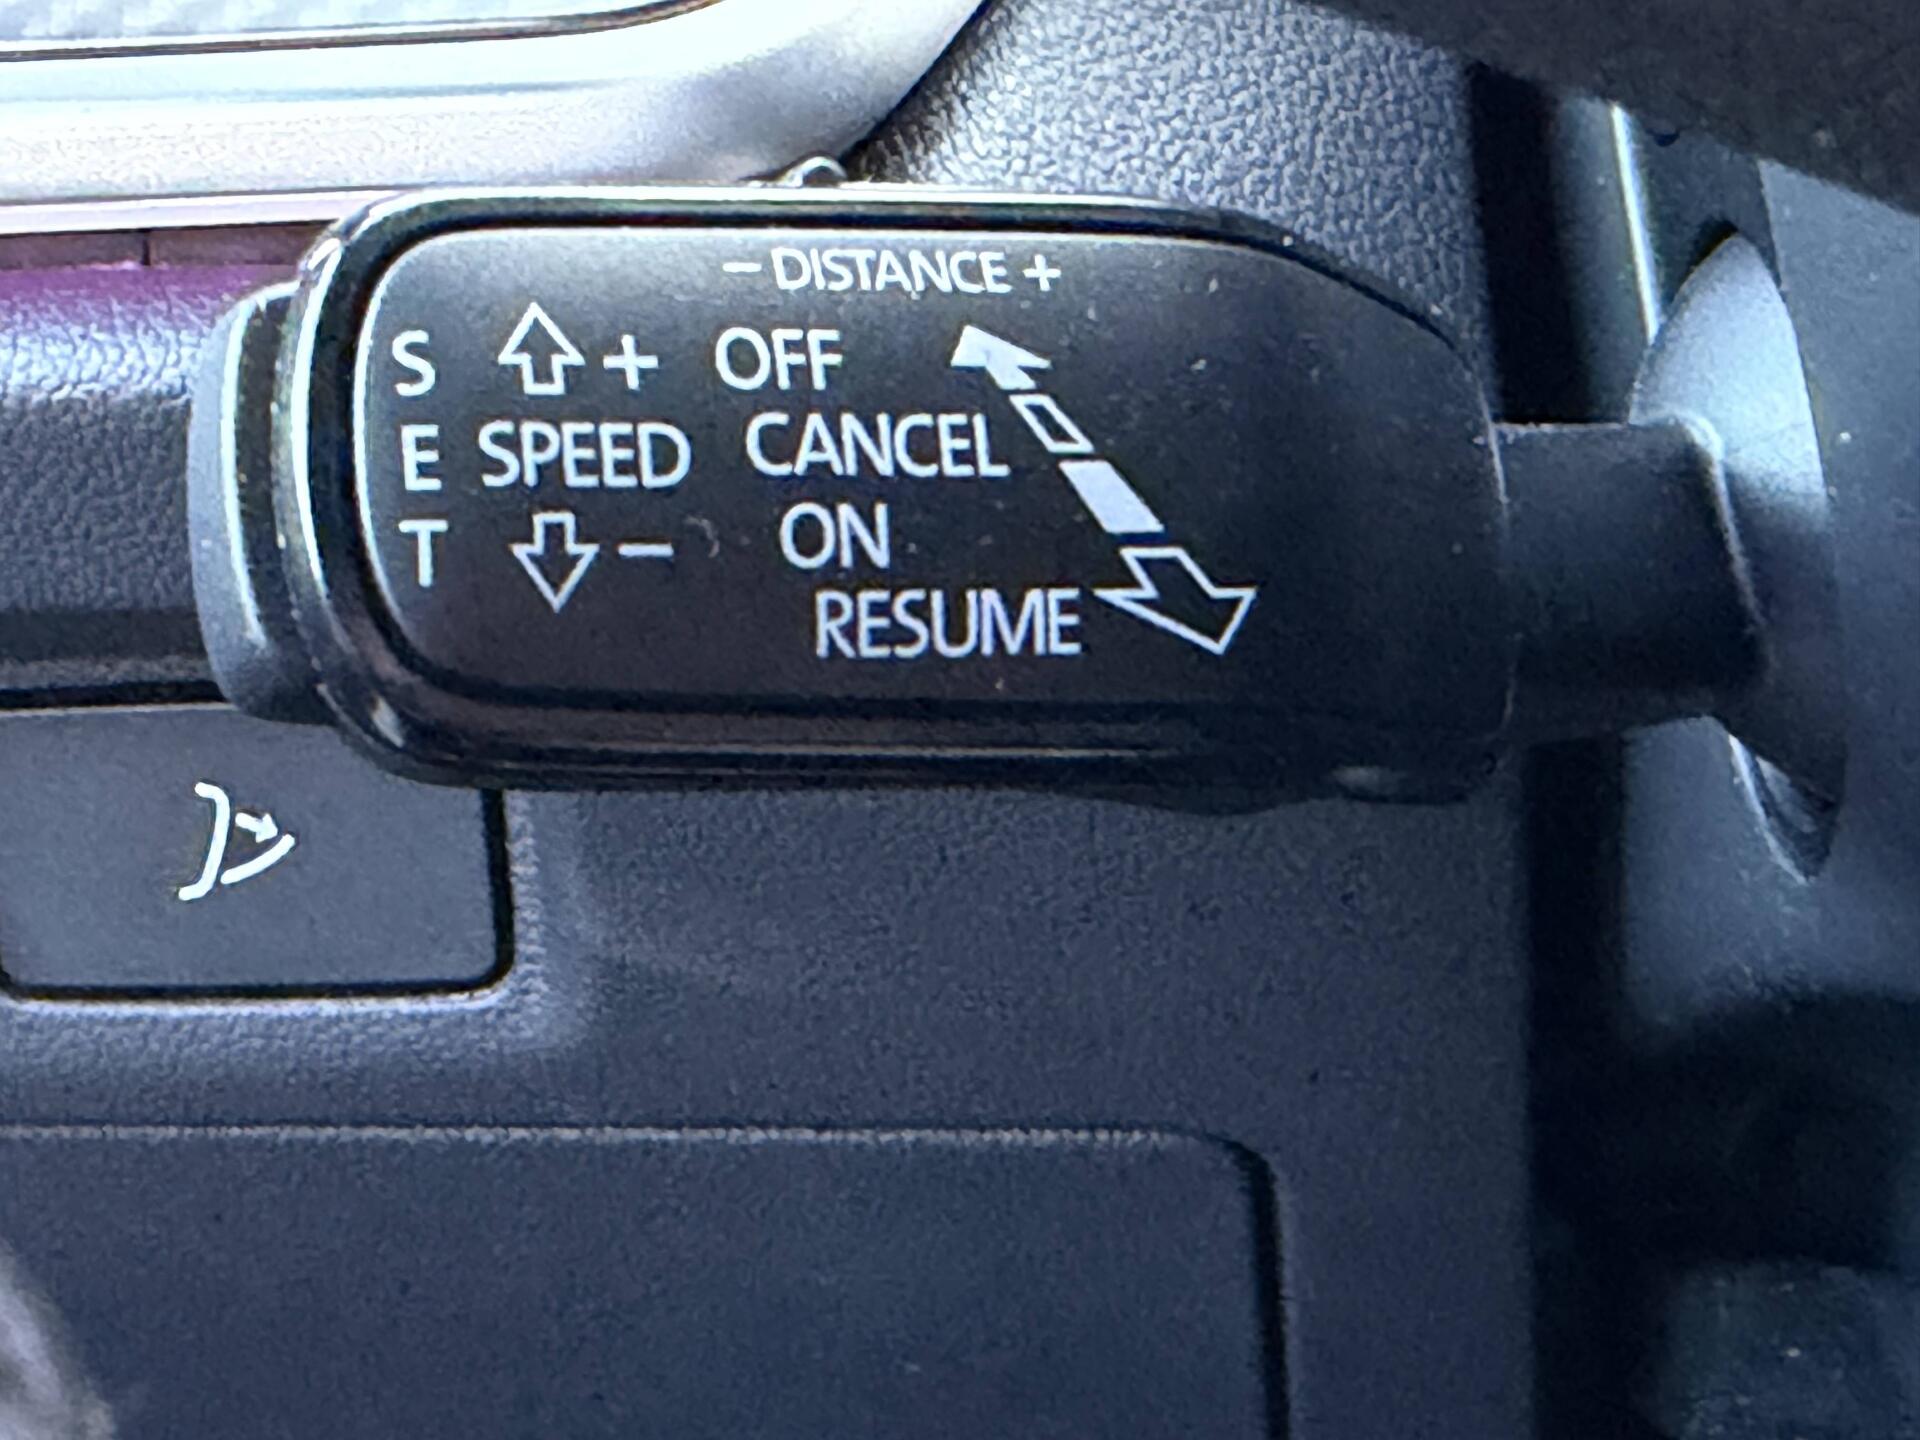 – DISTANCE +
S + OFF
E SPEED CANCEL
T – ON
RESUME